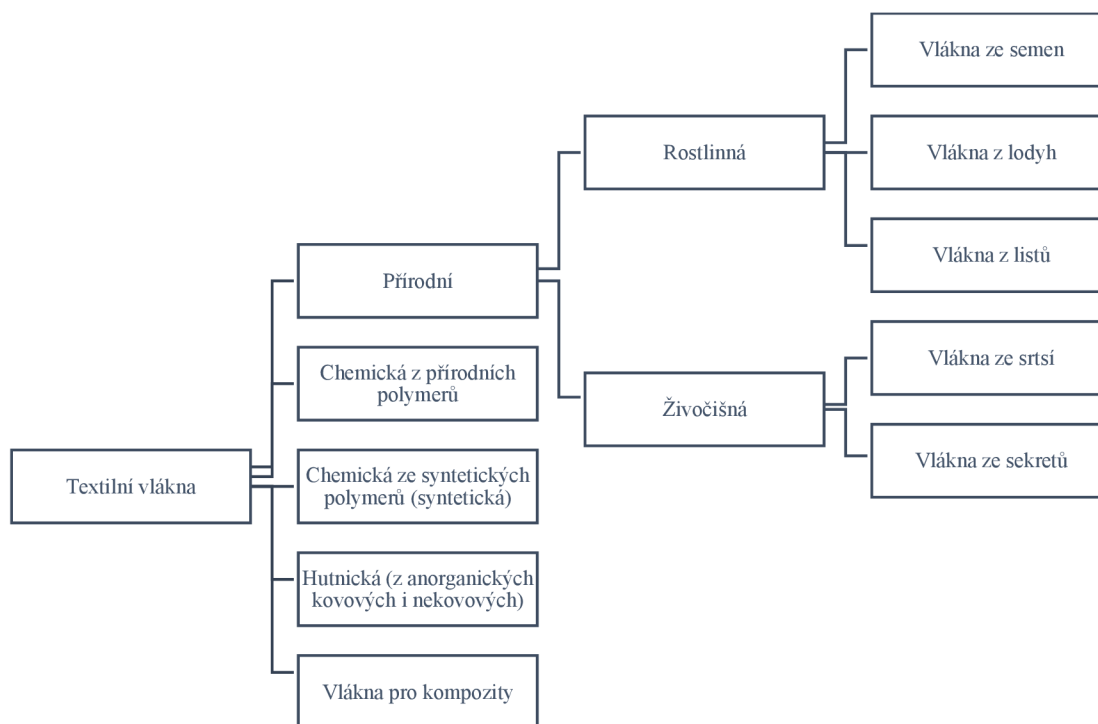 Vlákna ze semen
Rostlinná
Vlákna z lodyh
Vlákna z listů
Přírodní
Chemická z přírodních
polymerů
Vlákna ze srtsí
Živočišná
Vlákna ze sekretů
Textilní vlákna
Chemická ze syntetických
polymerů (syntetická)
Hutnická (z anorganických
kovových i nekovových)
Vlákna pro kompozity